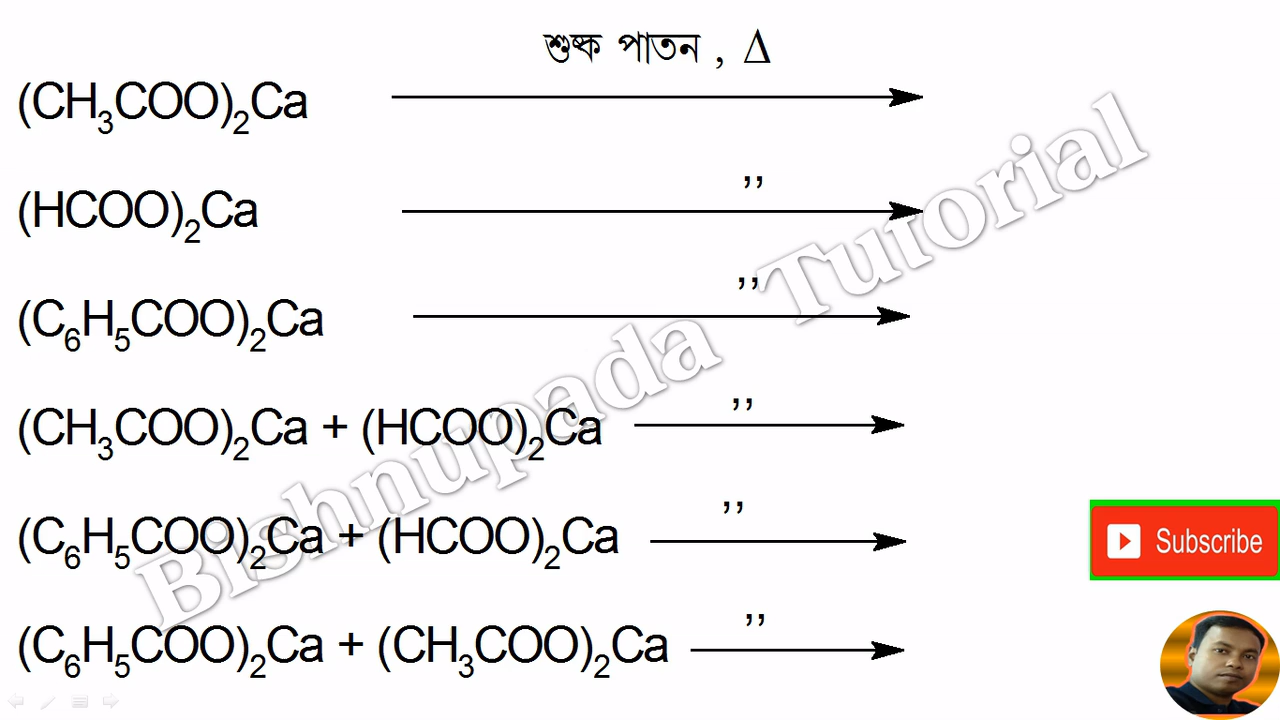 শুষ্ক পাতন , Δ
(CH₃COO)₂Ca
,,
(HCOO)₂Ca
,,
(C₆H₅COO)₂Ca
,,
(CH₃COO)₂Ca + (HCOO)₂Ca
,,
(C₆H₅COO)₂Ca + (HCOO)₂Ca
,,
(C₆H₅COO)₂Ca + (CH₃COO)₂Ca
Bishnupada Tutorial
Subscribe